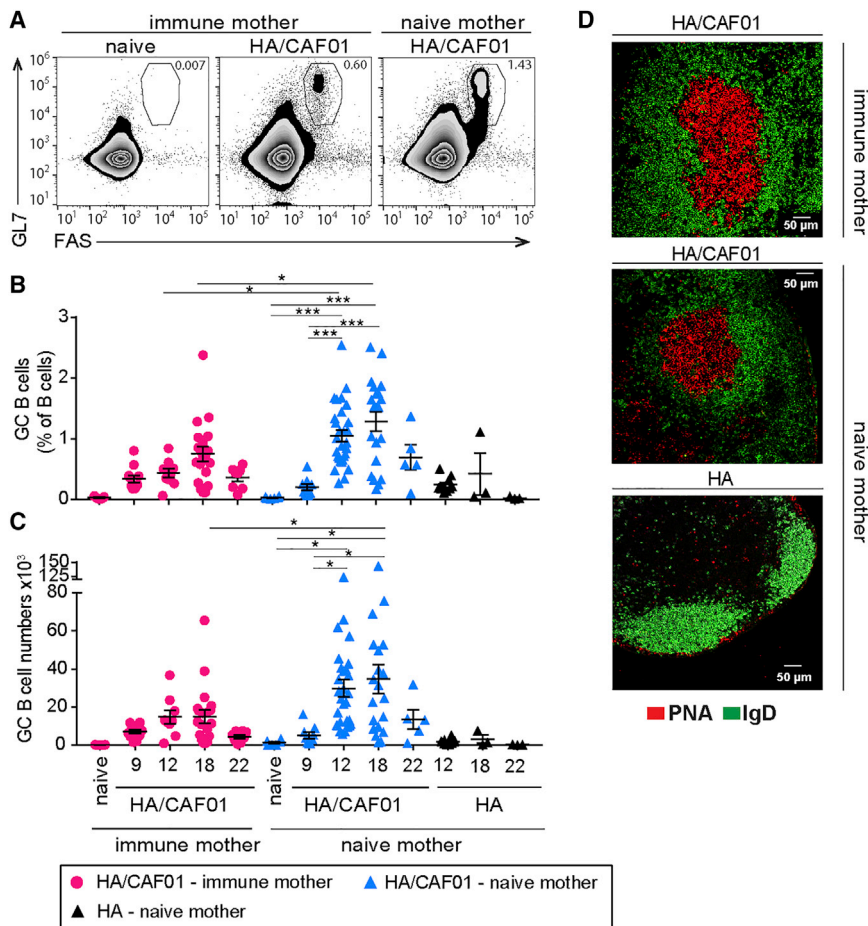 A
immune mother
naive mother
naive
HA/CAF01
HA/CAF01
10⁶
10⁵
10⁴
10³
10²
10¹
0.007
0.60
1.43
10¹ 10² 10³ 10⁴ 10⁵
10¹ 10² 10³ 10⁴ 10⁵
10¹ 10² 10³ 10⁴ 10⁵
GL7
FAS
B
GC B cells
(% of B cells)
3
2
1
0
*
*
***
***
***
***
C
GC B cell numbers x10³
150
125
80
60
40
20
0
*
*
*
*
*
naive 9 12 18 22 naive 9 12 18 22 12 18 22
HA/CAF01 HA/CAF01 HA
immune mother naive mother
HA/CAF01 - immune mother HA/CAF01 - naive mother
HA - naive mother
D
HA/CAF01
50 µm
immune mother
HA/CAF01
50 µm
HA
50 µm
naive mother
PNA IgD